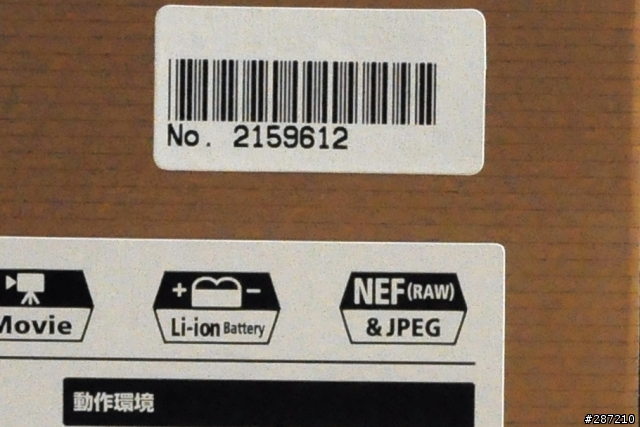 No. 2159612
Movie
Li-ion Battery
NEF (RAW)
& JPEG
動作環境
#287210